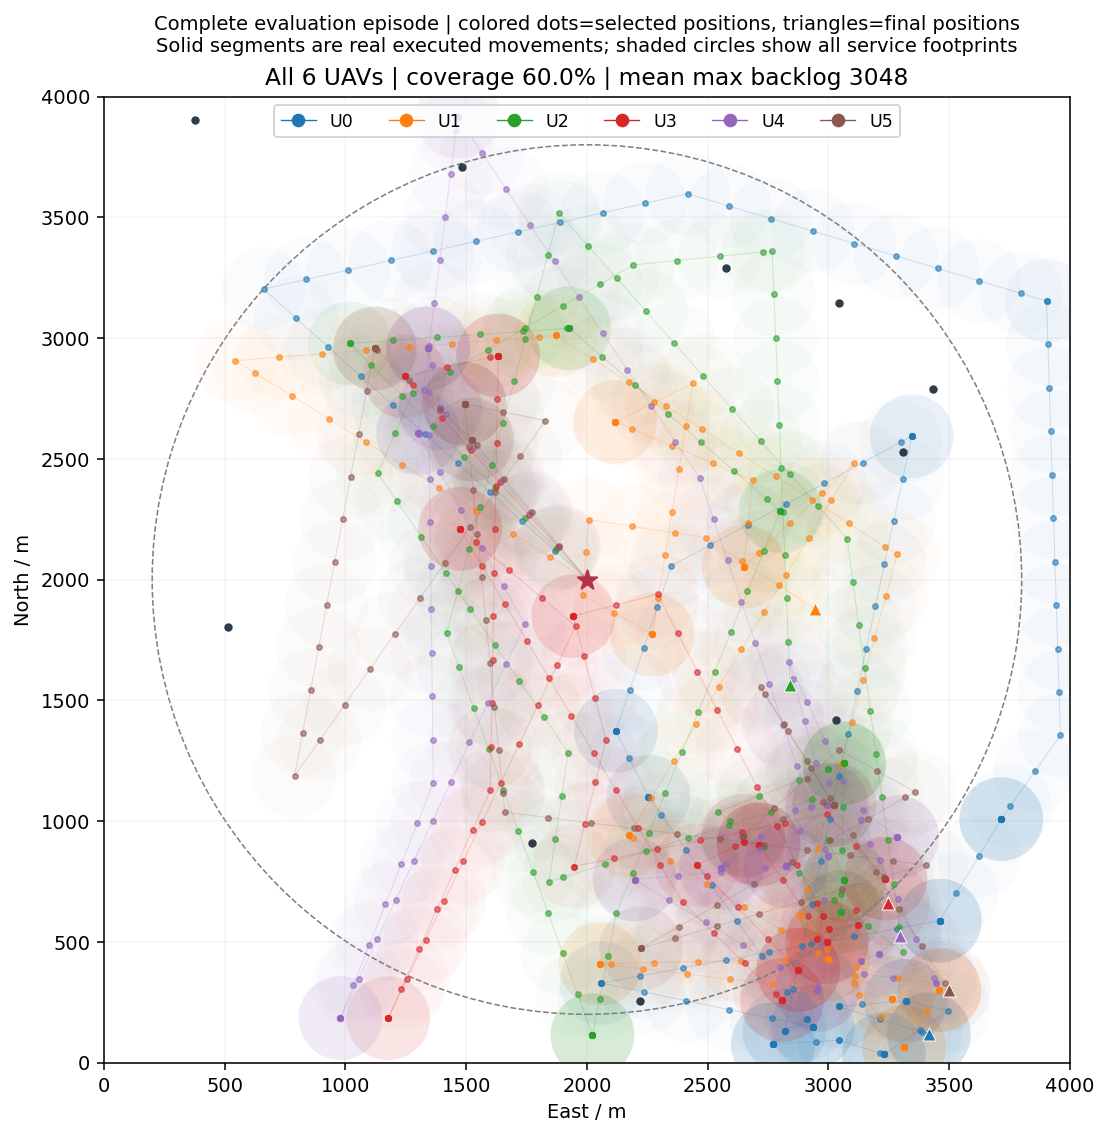 Complete evaluation episode | colored dots=selected positions, triangles=final positions
Solid segments are real executed movements; shaded circles show all service footprints
All 6 UAVs | coverage 60.0% | mean max backlog 3048
U0 U1 U2 U3 U4 U5
4000
3500
3000
2500
2000
1500
1000
500
0
North / m
0 500 1000 1500 2000 2500 3000 3500 4000
East / m